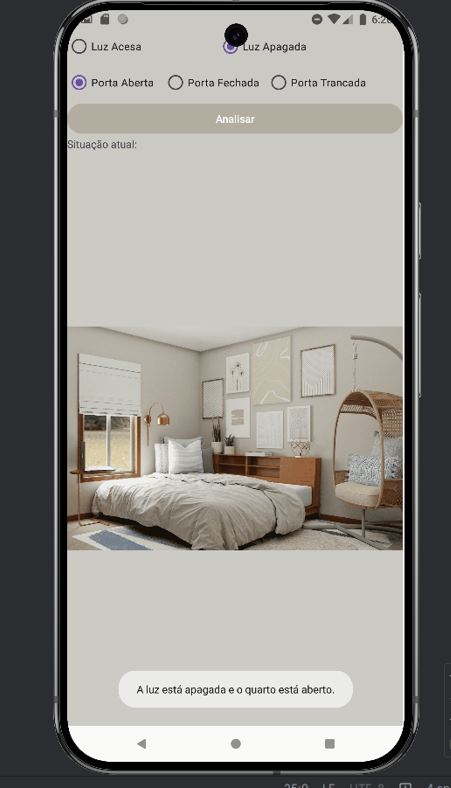 Luz Acesa Luz Apagada
Porta Aberta Porta Fechada Porta Trancada
Analisar
Situação atual:
A luz está apagada e o quarto está aberto.